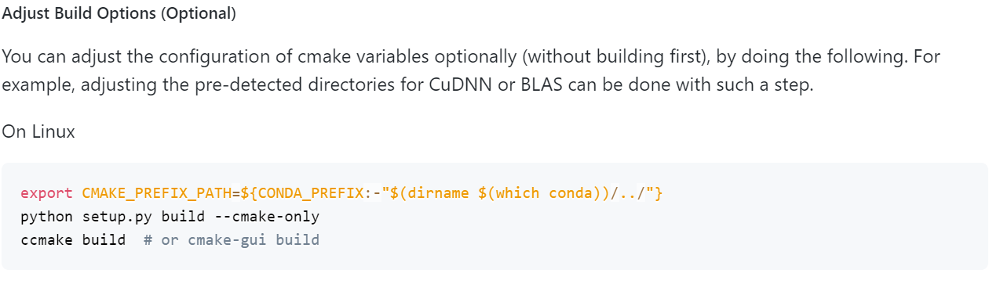 Adjust Build Options (Optional)
You can adjust the configuration of cmake variables optionally (without building first), by doing the following. For
example, adjusting the pre-detected directories for CuDNN or BLAS can be done with such a step.
On Linux
export CMAKE_PREFIX_PATH=${CONDA_PREFIX:-"$(dirname $(which conda))/../"}
python setup.py build --cmake-only
ccmake build  # or cmake-gui build